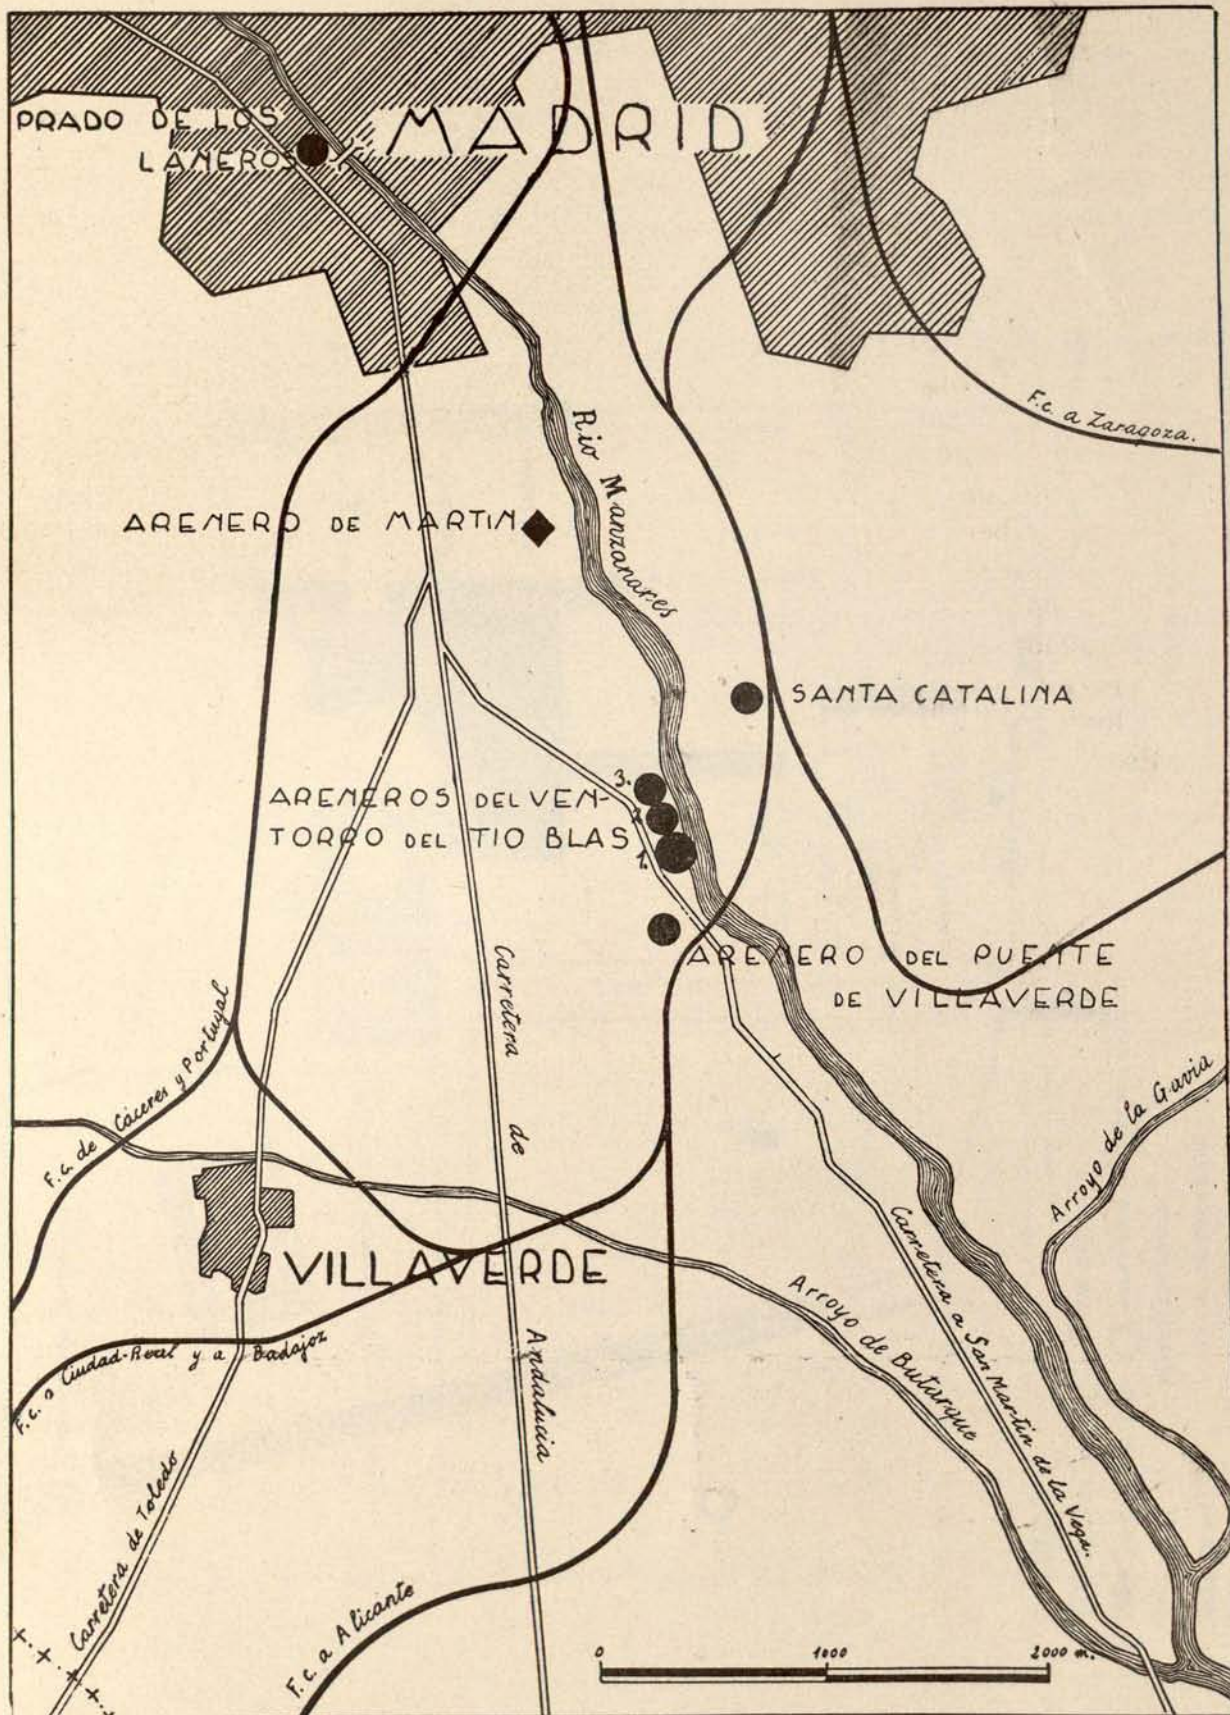 MADRID
PRADO DE LOS
LANEROS
F.c. a Zaragoza.
Rio Manzanares
ARENERO DE MARTIN
SANTA CATALINA
3.
ARENEROS DEL VEN-
2
TORRO DEL TIO BLAS
1.
ARENERO DEL PUENTE
DE VILLAVERDE
Carretera de Andalucia
F.c. de Cáceres y Portugal
Arroyo de la Gavia
VILLAVERDE
Carretera a San Martin de la Vega.
Arroyo de Butarque
F.c. a Ciudad-Real y a Badajoz
Carretera de Toledo
F.c. a Alicante
0 1000 2000 m.